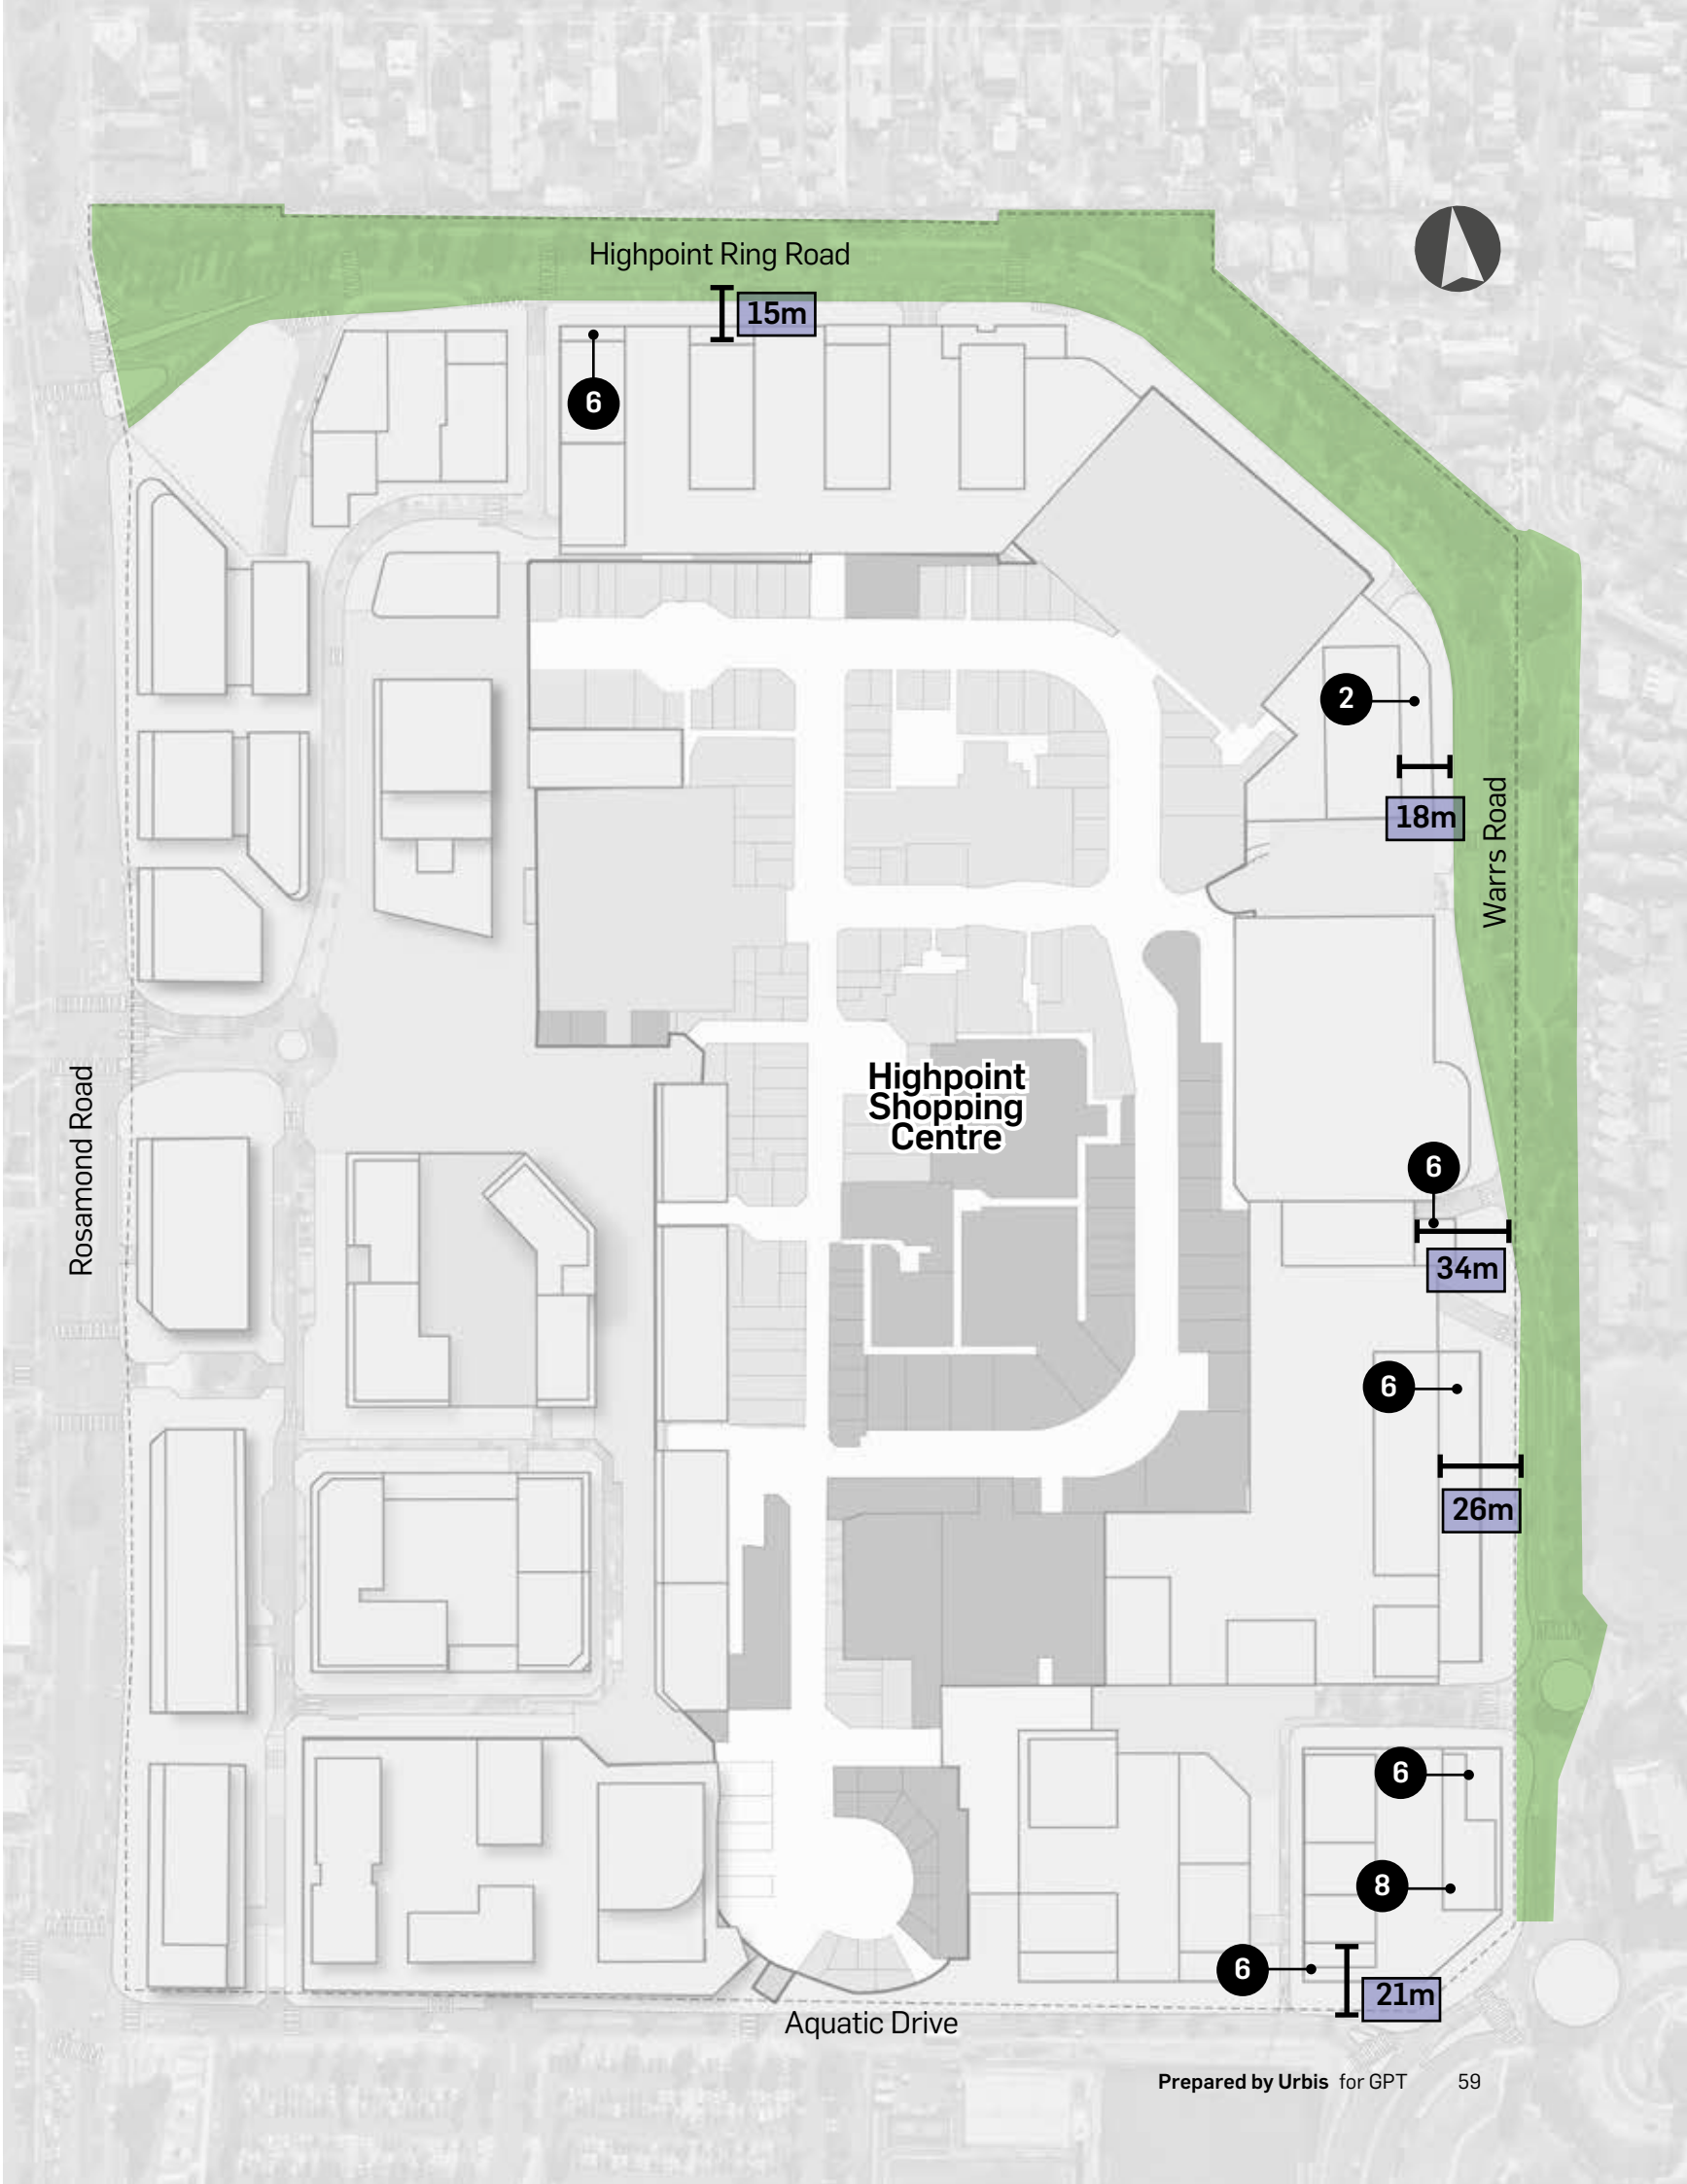 Highpoint Ring Road
15m
6
2
18m
Warrs Road
Highpoint
Shopping
Centre
Rosamond Road
6
34m
6
26m
6
8
6
21m
Aquatic Drive
Prepared by Urbis for GPT 59